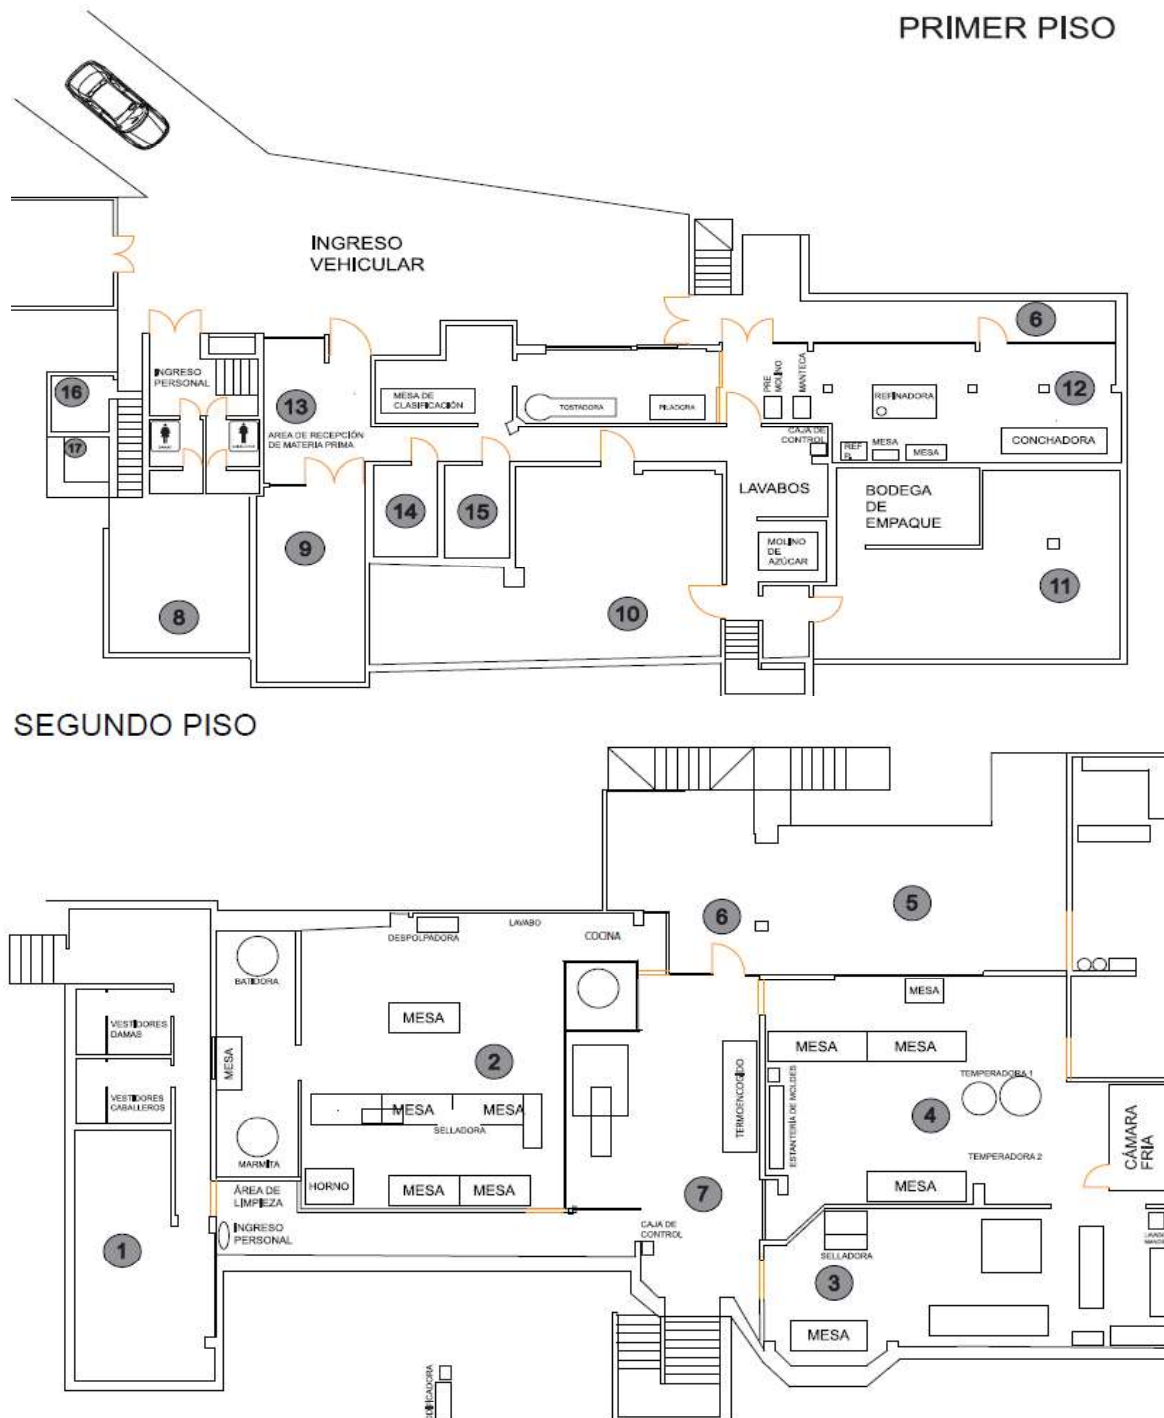 PRIMER PISO
INGRESO
VEHICULAR
6
INGRESO
PERSONAL
16
17
13
AREA DE RECEPCIÓN
DE MATERIA PRIMA
MESA DE
CLASIFICACIÓN
TOSTADORA
PILADORA
PRE
MOLINO
MANTECA
REFINADORA
12
CAJA DE
CONTROL
REF
R.
MESA
MESA
CONCHADORA
14
15
9
8
10
LAVABOS
MOLINO
DE
AZÚCAR
BODEGA
DE
EMPAQUE
11
SEGUNDO PISO
DESPOLPADORA
LAVABO
COCINA
6
5
BATIDORA
MESA
VESTIDORES
DAMAS
VESTIDORES
CABALLEROS
MESA
2
MESA
MESA
SELLADORA
MARMITA
HORNO
MESA
MESA
ÁREA DE
LIMPIEZA
INGRESO
PERSONAL
1
TERMOENCOGIDO
7
CAJA DE
CONTROL
MESA
MESA
MESA
ESTANTERÍA DE MOLDES
TEMPERADORA 1
4
TEMPERADORA 2
MESA
CÁMARA
FRIA
SELLADORA
3
MESA